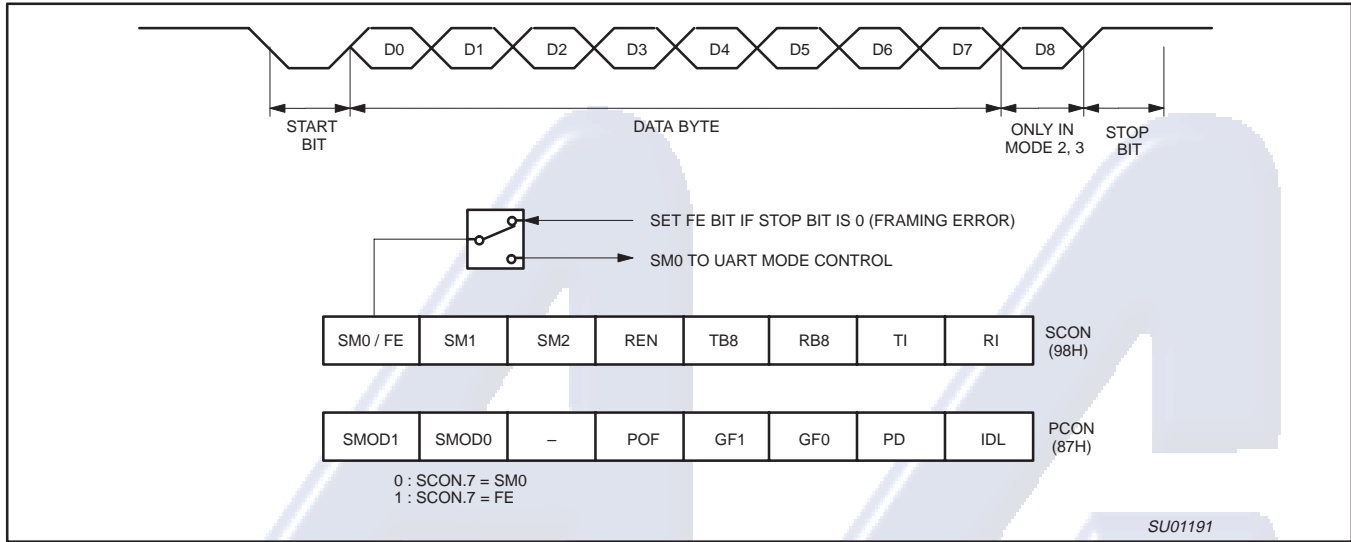 D0 D1 D2 D3 D4 D5 D6 D7 D8
START
BIT
DATA BYTE
ONLY IN
MODE 2, 3
STOP
BIT
SET FE BIT IF STOP BIT IS 0 (FRAMING ERROR)
SM0 TO UART MODE CONTROL
SM0 / FE SM1 SM2 REN TB8 RB8 TI RI
SCON
(98H)
SMOD1 SMOD0 – POF GF1 GF0 PD IDL
PCON
(87H)
0 : SCON.7 = SM0
1 : SCON.7 = FE
SU01191